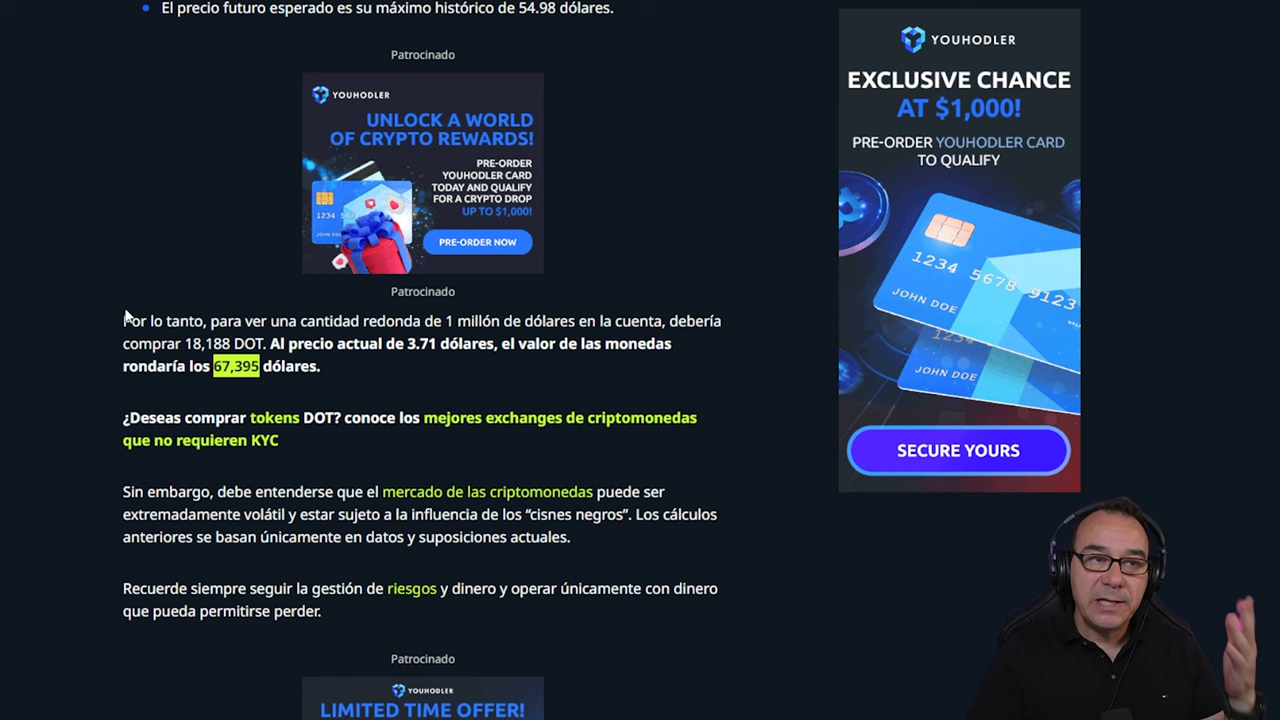 El precio futuro esperado es su máximo histórico de 54.98 dólares.
Patrocinado
YOUHODLER
UNLOCK A WORLD
OF CRYPTO REWARDS!
PRE-ORDER
YOUHODLER CARD
TODAY AND QUALIFY
FOR A CRYPTO DROP
UP TO $1,000!
PRE-ORDER NOW
1234
Patrocinado
Por lo tanto, para ver una cantidad redonda de 1 millón de dólares en la cuenta, debería
comprar 18,188 DOT. Al precio actual de 3.71 dólares, el valor de las monedas
rondaría los 67,395 dólares.
¿Deseas comprar tokens DOT? conoce los mejores exchanges de criptomonedas
que no requieren KYC
Sin embargo, debe entenderse que el mercado de las criptomonedas puede ser
extremadamente volátil y estar sujeto a la influencia de los “cisnes negros”. Los cálculos
anteriores se basan únicamente en datos y suposiciones actuales.
Recuerde siempre seguir la gestión de riesgos y dinero y operar únicamente con dinero
que pueda permitirse perder.
Patrocinado
YOUHODLER
LIMITED TIME OFFER!
YOUHODLER
EXCLUSIVE CHANCE
AT $1,000!
PRE-ORDER YOUHODLER CARD
TO QUALIFY
1234 5678 9123
JOHN DOE
1234
JOHN DOE
SECURE YOURS